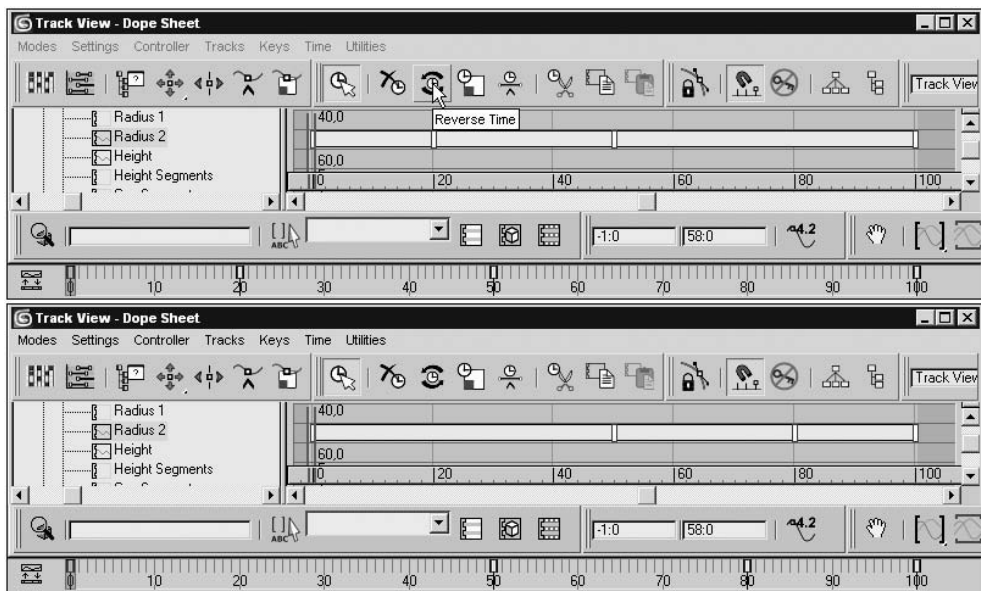 Track View - Dope Sheet
Modes Settings Controller Tracks Keys Time Utilities
Track View
Radius 1
40,0
Reverse Time
Radius 2
Height
60,0
Height Segments
0 20 40 60 80 100
ABC
-1:0
58:0
4.2
0 10 20 30 40 50 60 70 80 90 100
Track View - Dope Sheet
Modes Settings Controller Tracks Keys Time Utilities
Track View
Radius 1
40,0
Radius 2
Height
60,0
Height Segments
0 20 40 60 80 100
ABC
-1:0
58:0
4.2
0 10 20 30 40 50 60 70 80 90 100